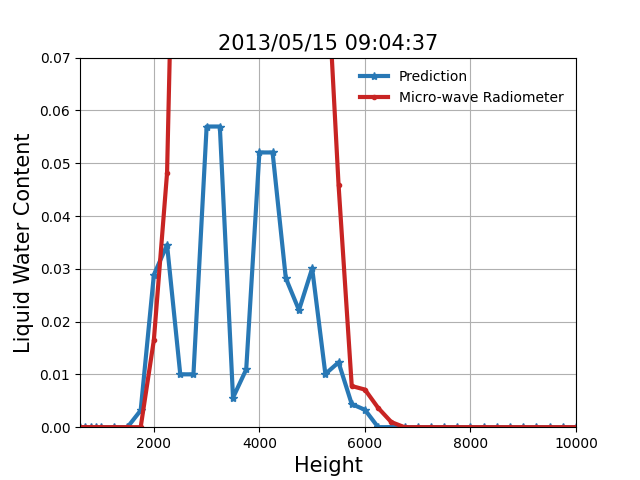 2013/05/15 09:04:37
Prediction
Micro-wave Radiometer
Liquid Water Content
0.07
0.06
0.05
0.04
0.03
0.02
0.01
0.00
2000 4000 6000 8000 10000
Height